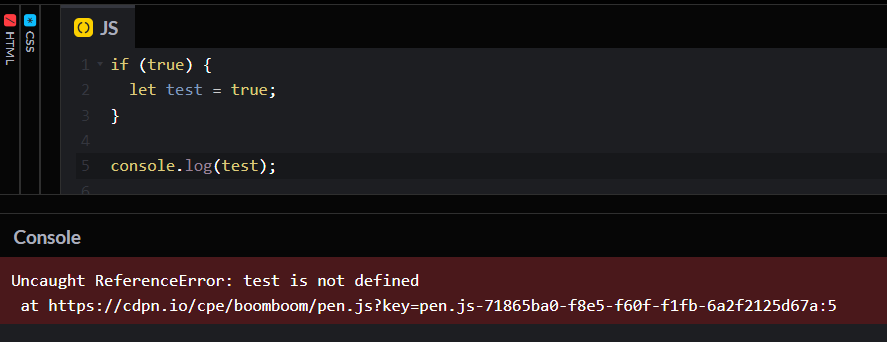 HTML
CSS
JS
1 if (true) {
2 let test = true;
3 }
4
5 console.log(test);
6
Console
Uncaught ReferenceError: test is not defined
at https://cdpn.io/cpe/boomboom/pen.js?key=pen.js-71865ba0-f8e5-f60f-f1fb-6a2f2125d67a:5